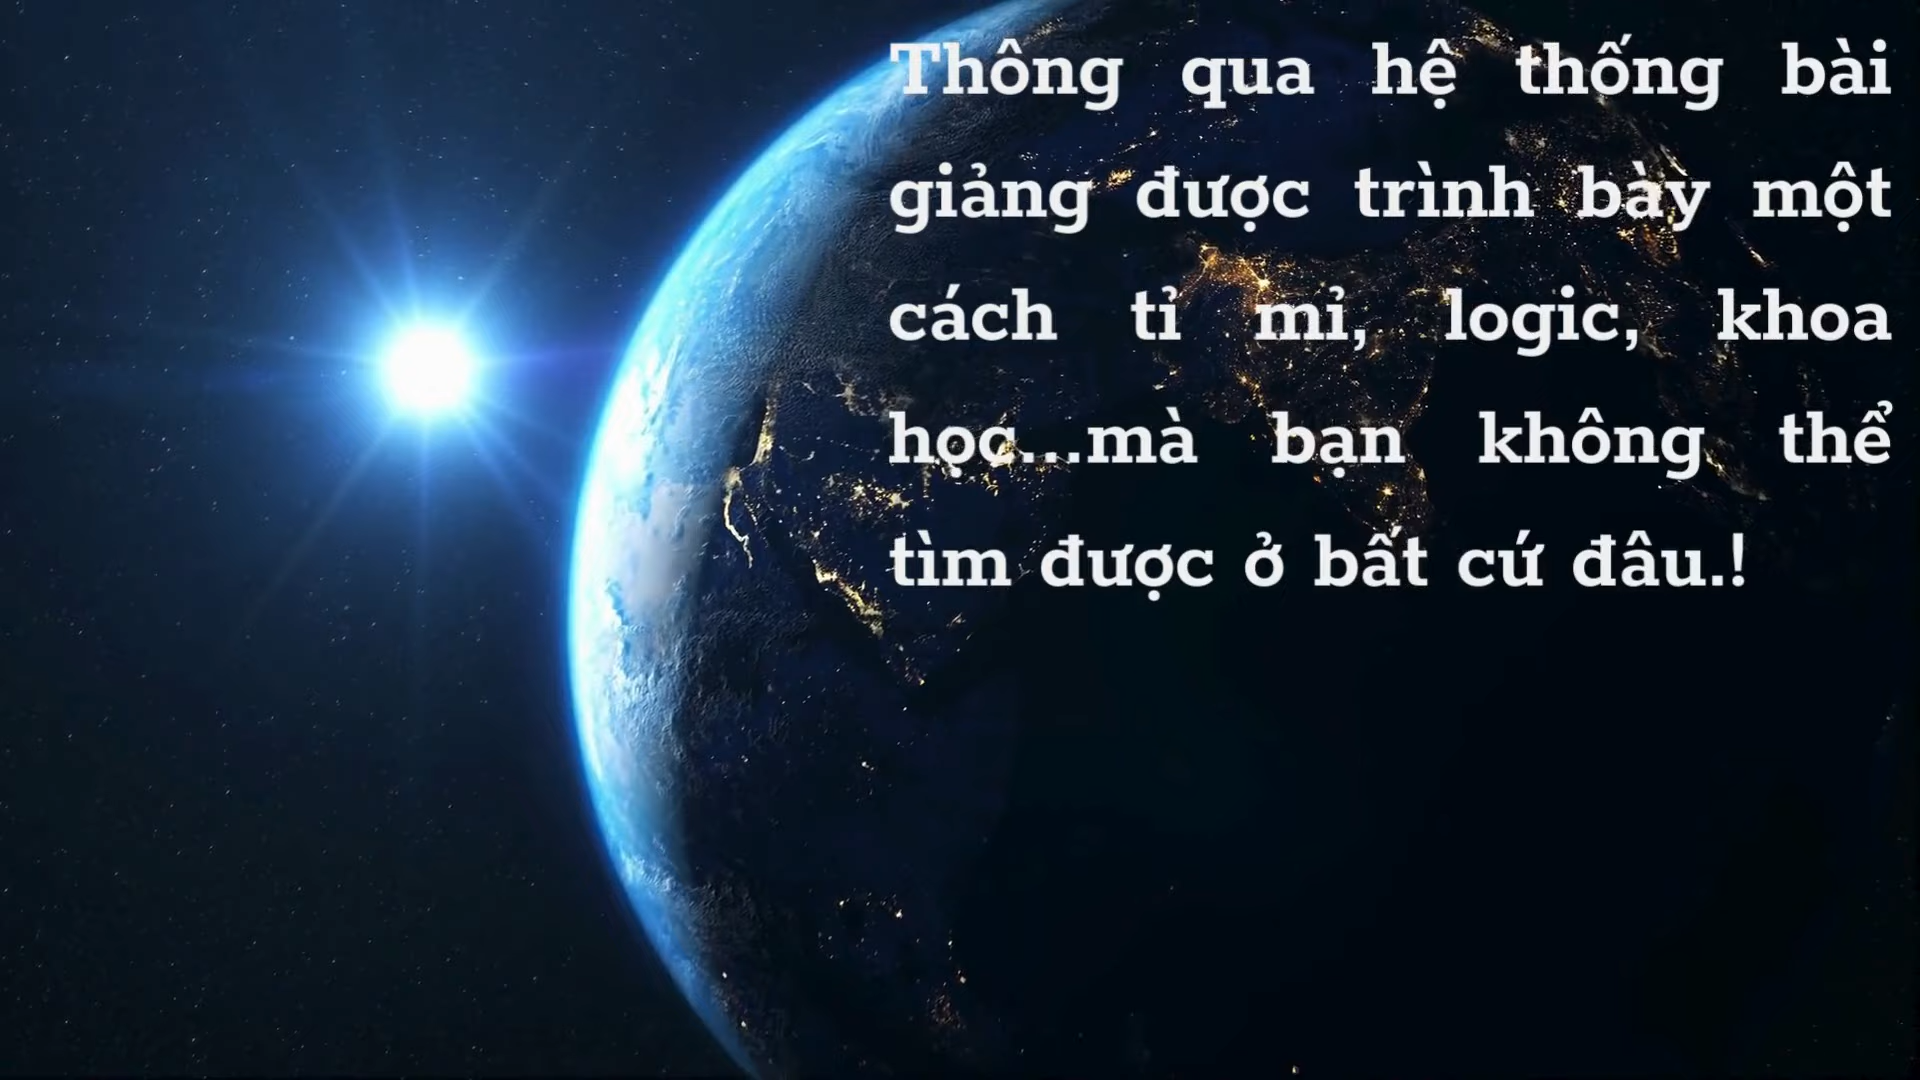 Thông qua hệ thống bài
giảng được trình bày một
cách tỉ mỉ, logic, khoa
học...mà bạn không thể
tìm được ở bất cứ đâu.!